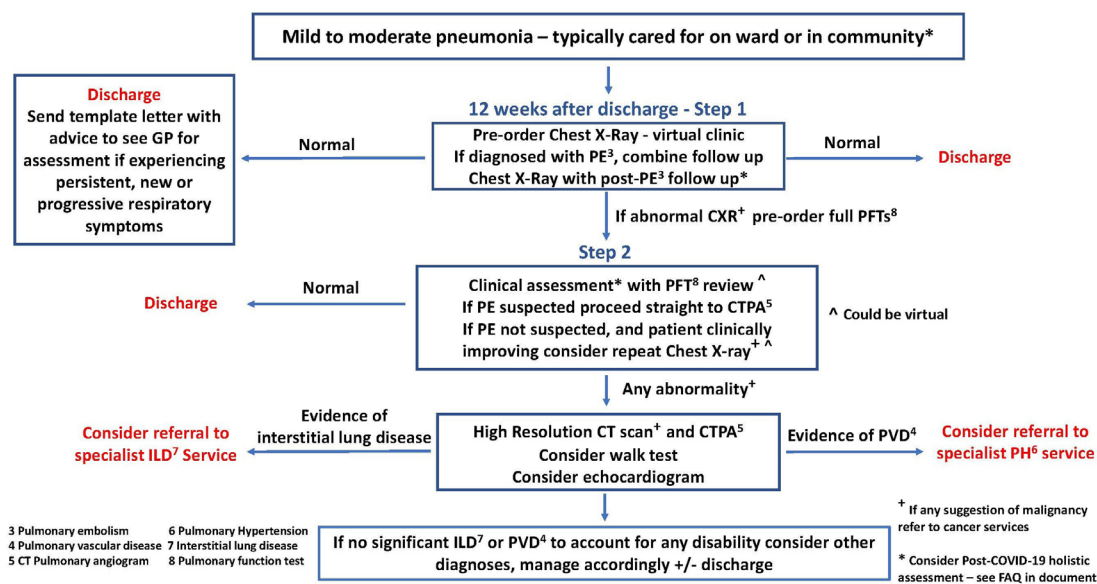 Mild to moderate pneumonia – typically cared for on ward or in community*
Discharge
Send template letter with
advice to see GP for
assessment if experiencing
persistent, new or
progressive respiratory
symptoms
Normal
12 weeks after discharge - Step 1
Pre-order Chest X-Ray - virtual clinic
If diagnosed with PE³, combine follow up
Chest X-Ray with post-PE³ follow up*
Normal
Discharge
If abnormal CXR⁺ pre-order full PFTs⁸
Step 2
Discharge
Normal
Clinical assessment* with PFT⁸ review ^
If PE suspected proceed straight to CTPA⁵
If PE not suspected, and patient clinically
improving consider repeat Chest X-ray⁺ ^
^ Could be virtual
Any abnormality⁺
Consider referral to
specialist ILD⁷ Service
Evidence of
interstitial lung disease
High Resolution CT scan⁺ and CTPA⁵
Consider walk test
Consider echocardiogram
Evidence of PVD⁴
Consider referral to
specialist PH⁶ service
3 Pulmonary embolism
4 Pulmonary vascular disease
5 CT Pulmonary angiogram
6 Pulmonary Hypertension
7 Interstitial lung disease
8 Pulmonary function test
If no significant ILD⁷ or PVD⁴ to account for any disability consider other
diagnoses, manage accordingly +/- discharge
⁺ If any suggestion of malignancy
refer to cancer services
* Consider Post-COVID-19 holistic
assessment – see FAQ in document